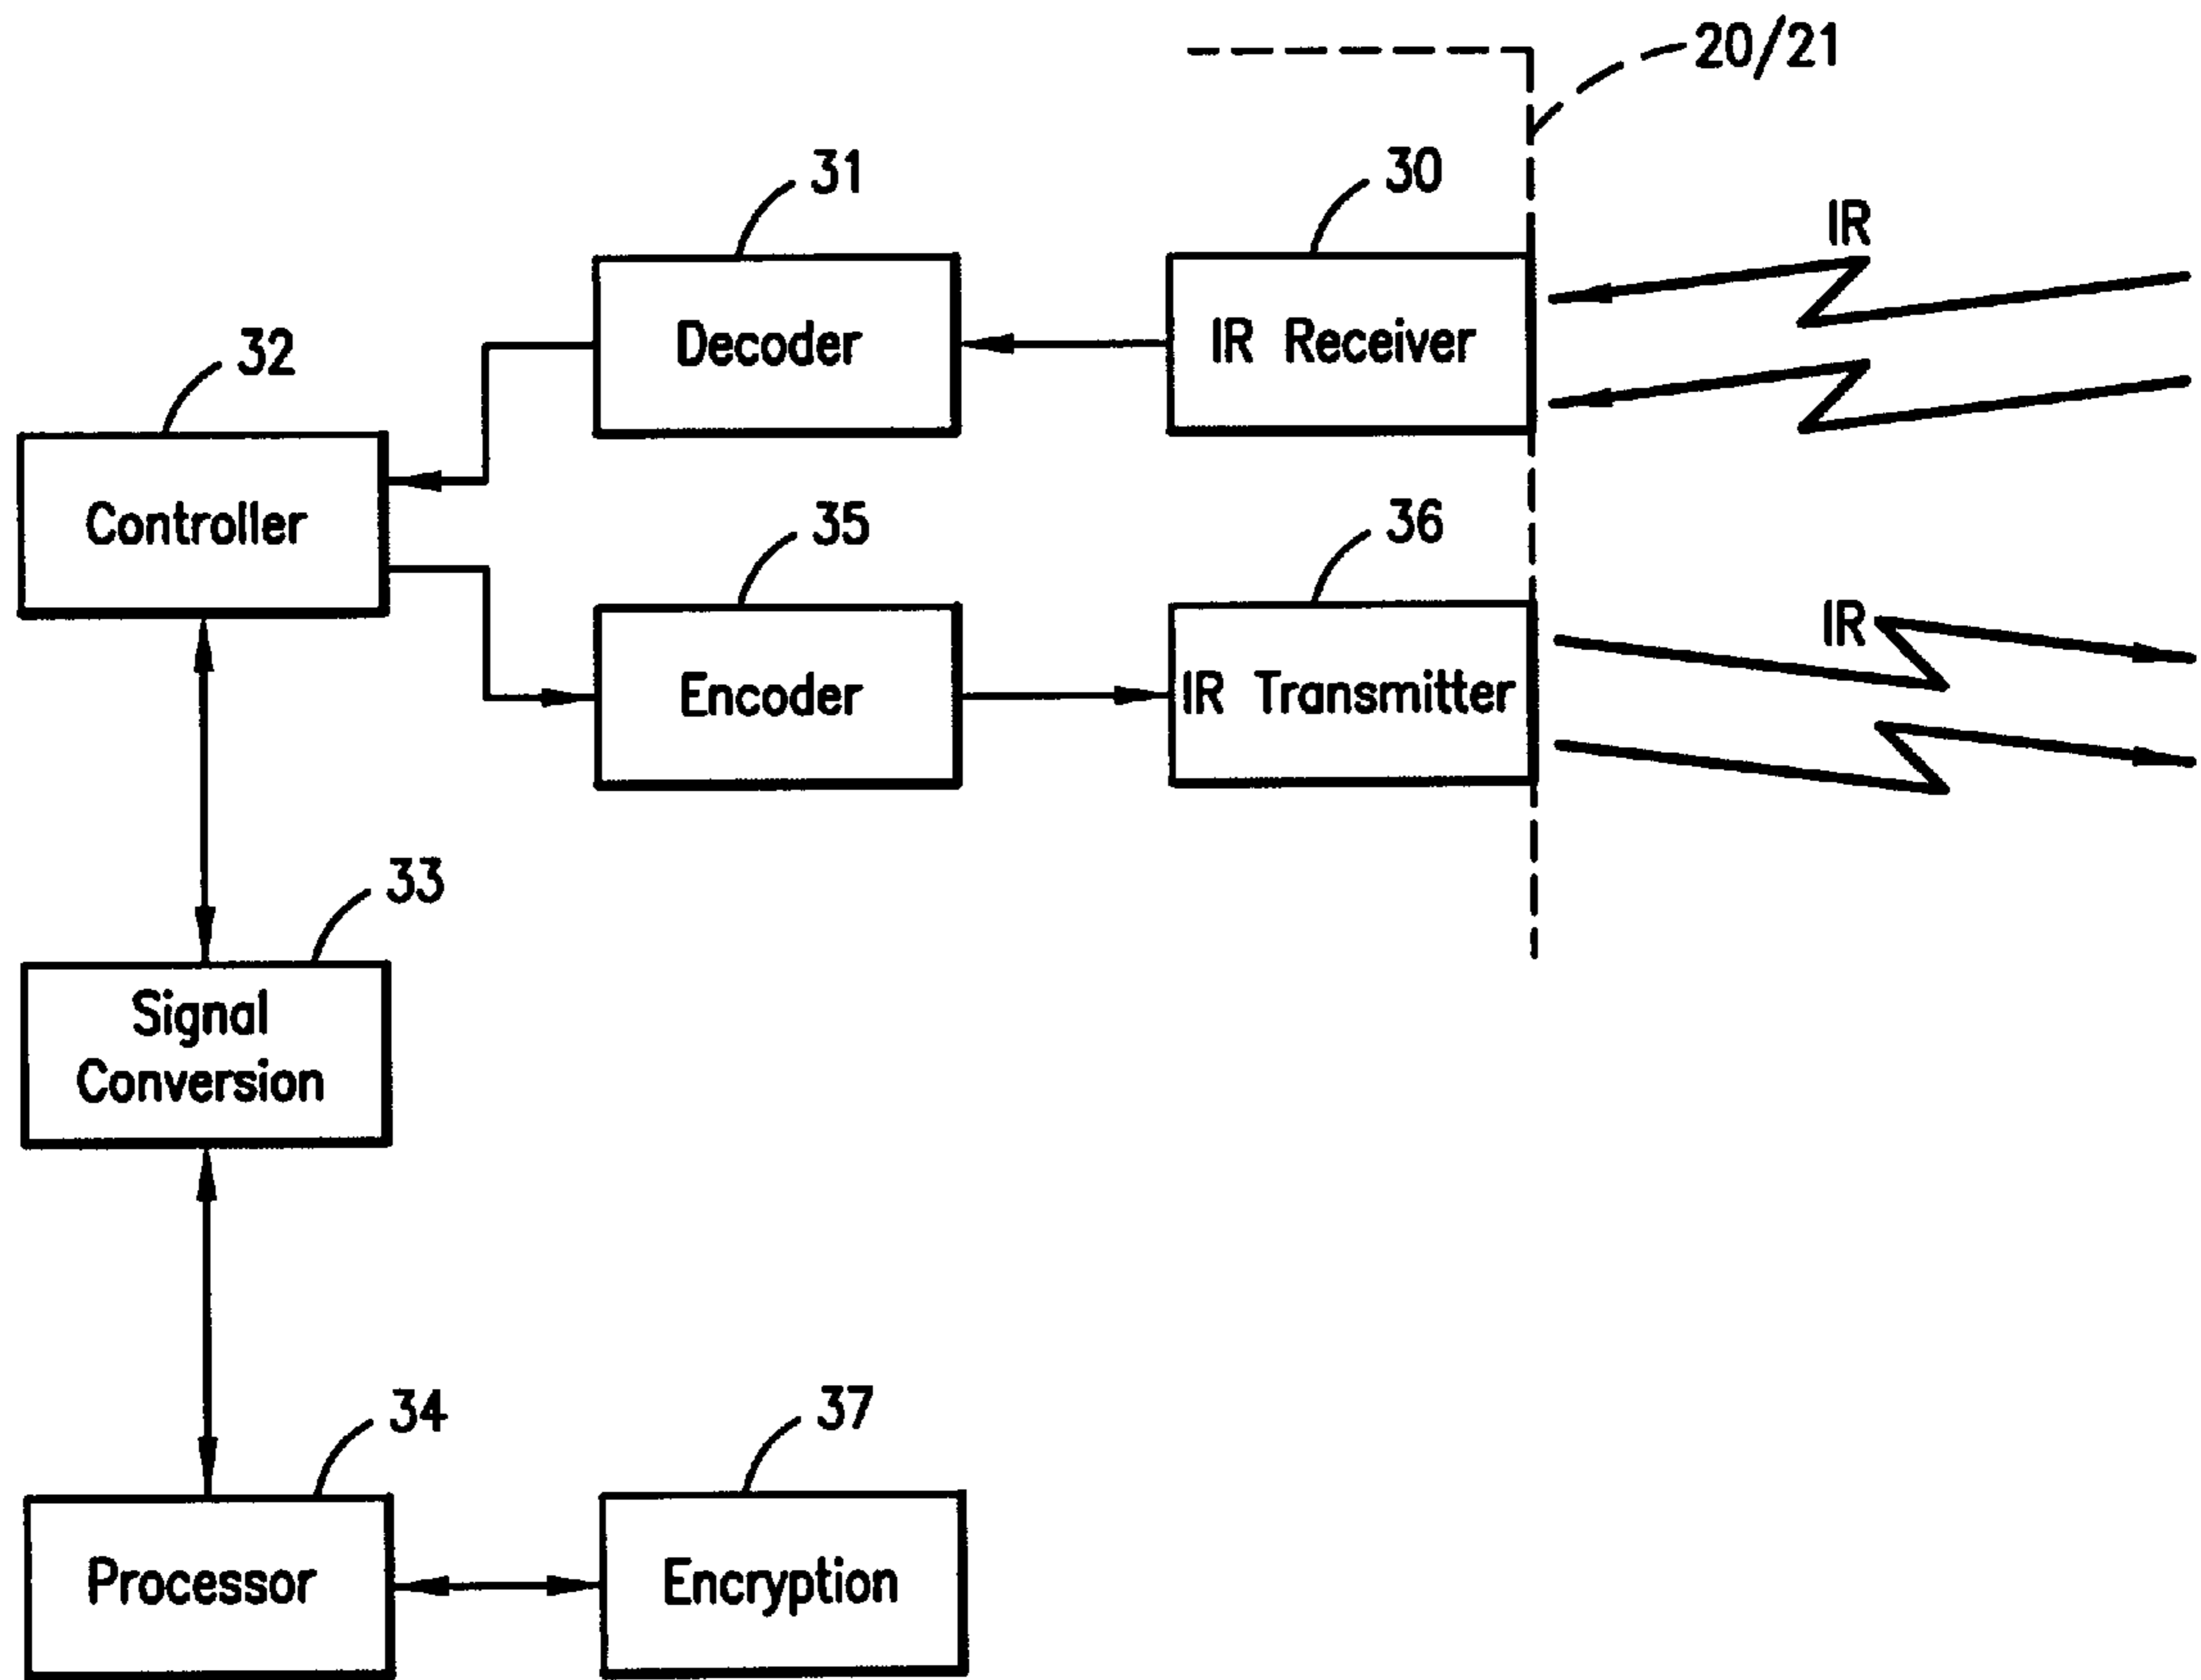 20/21
31
30
IR
32
Decoder
IR Receiver
Controller
35
36
IR
Encoder
IR Transmitter
33
Signal
Conversion
34
37
Processor
Encryption